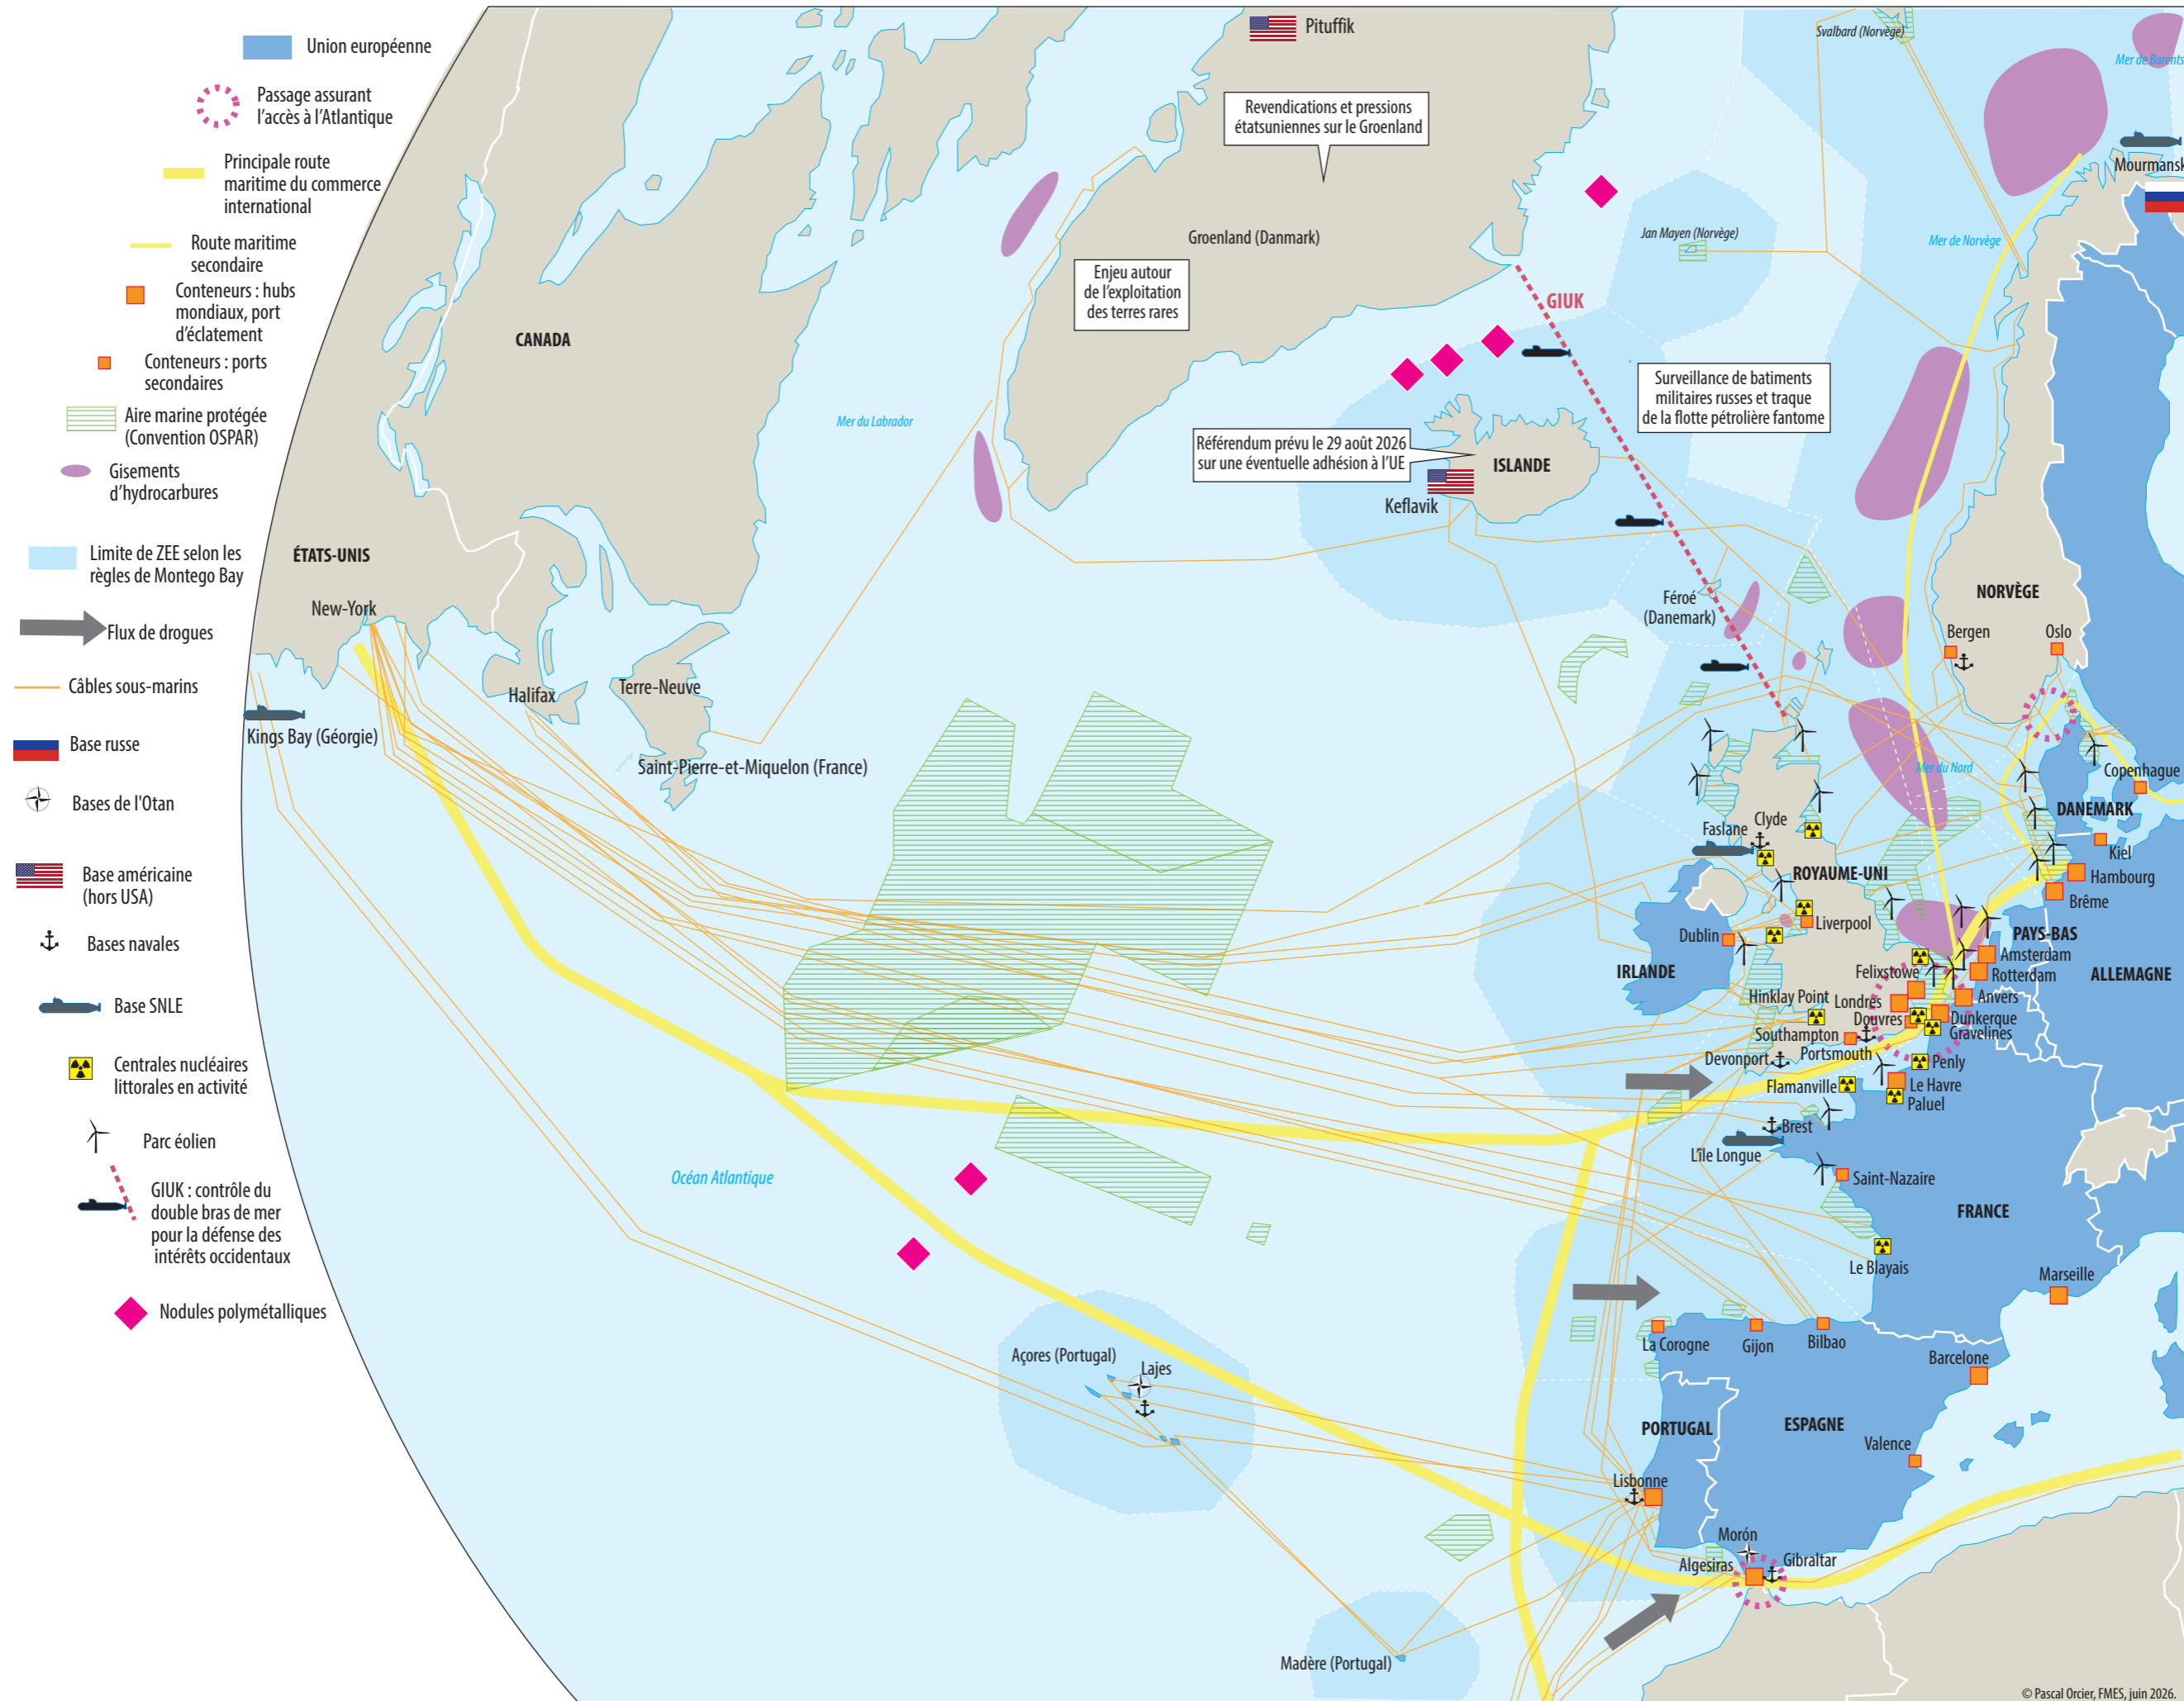 Union européenne
Passage assurant
l'accès à l'Atlantique
Principale route
maritime du commerce
international
Route maritime
secondaire
Conteneurs : hubs
mondiaux, port
d'éclatement
Conteneurs : ports
secondaires
Aire marine protégée
(Convention OSPAR)
Gisements
d'hydrocarbures
Limite de ZEE selon les
règles de Montego Bay
Flux de drogues
Câbles sous-marins
Base russe
Bases de l'Otan
Base américaine
(hors USA)
Bases navales
Base SNLE
Centrales nucléaires
littorales en activité
Parc éolien
GIUK : contrôle du
double bras de mer
pour la défense des
intérêts occidentaux
Nodules polymétalliques
Pituffik
Svalbard (Norvège)
Mer de Barents
Revendications et pressions
étatsuniennes sur le Groenland
Mourmansk
Groenland (Danmark)
Jan Mayen (Norvège)
Mer de Norvège
Enjeu autour
de l'exploitation
des terres rares
GIUK
CANADA
Surveillance de batiments
militaires russes et traque
de la flotte pétrolière fantome
Mer du Labrador
Référendum prévu le 29 août 2026
sur une éventuelle adhésion à l'UE
ISLANDE
Keflavik
ÉTATS-UNIS
New-York
Féroé
(Danemark)
NORVÈGE
Bergen
Oslo
Halifax
Terre-Neuve
Kings Bay (Géorgie)
Saint-Pierre-et-Miquelon (France)
Mer du Nord
Copenhague
DANEMARK
Clyde
Faslane
Kiel
ROYAUME-UNI
Hambourg
Brême
Liverpool
Dublin
PAYS-BAS
Amsterdam
IRLANDE
Felixstowe
Rotterdam
ALLEMAGNE
Hinklay Point
Londres
Anvers
Douvres
Dunkerque
Gravelines
Southampton
Portsmouth
Devonport
Penly
Flamanville
Le Havre
Paluel
Brest
L'île Longue
Océan Atlantique
Saint-Nazaire
FRANCE
Le Blayais
Marseille
La Corogne
Gijon
Bilbao
Açores (Portugal)
Lajes
Barcelone
PORTUGAL
ESPAGNE
Valence
Lisbonne
Morón
Algesiras
Gibraltar
Madère (Portugal)
© Pascal Orcier, FMES, juin 2026.